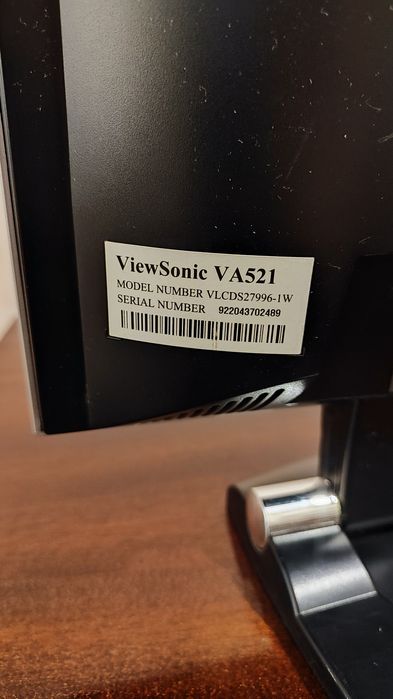 ViewSonic VA521
MODEL NUMBER VLCDS27996-1W
SERIAL NUMBER 922043702489